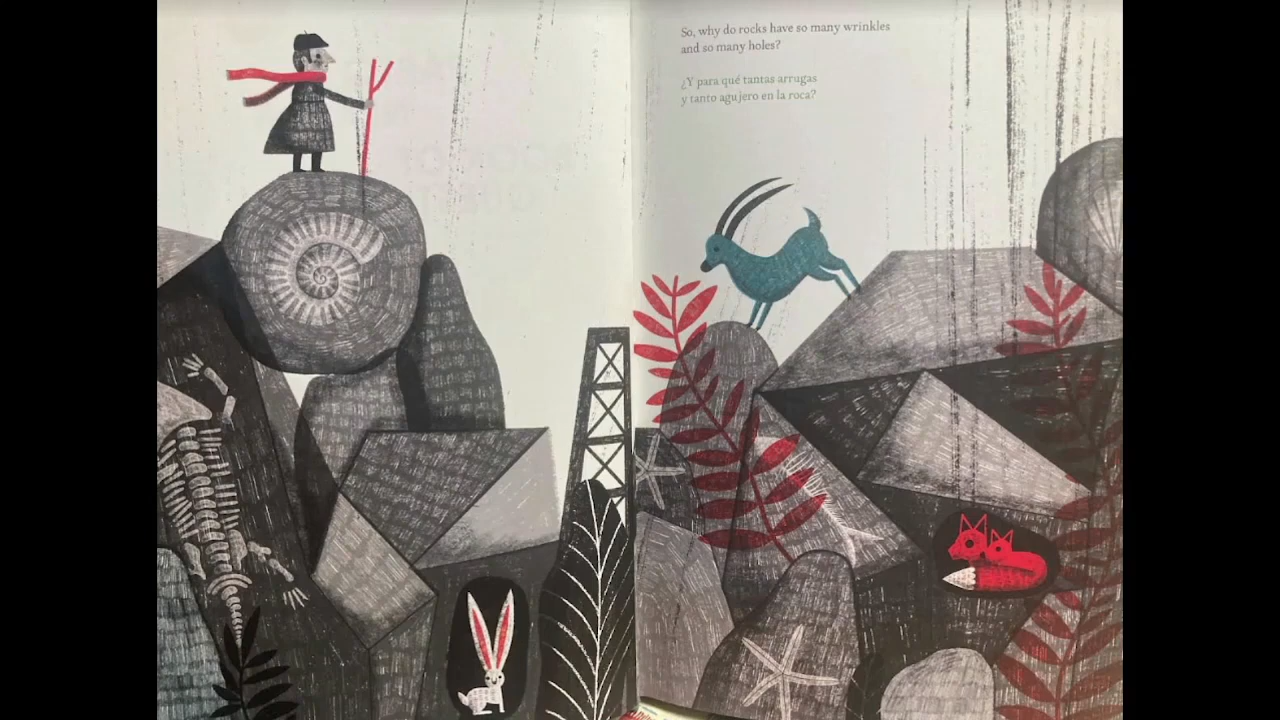 So, why do rocks have so many wrinkles
and so many holes?
¿Y para qué tantas arrugas
y tanto agujero en la roca?